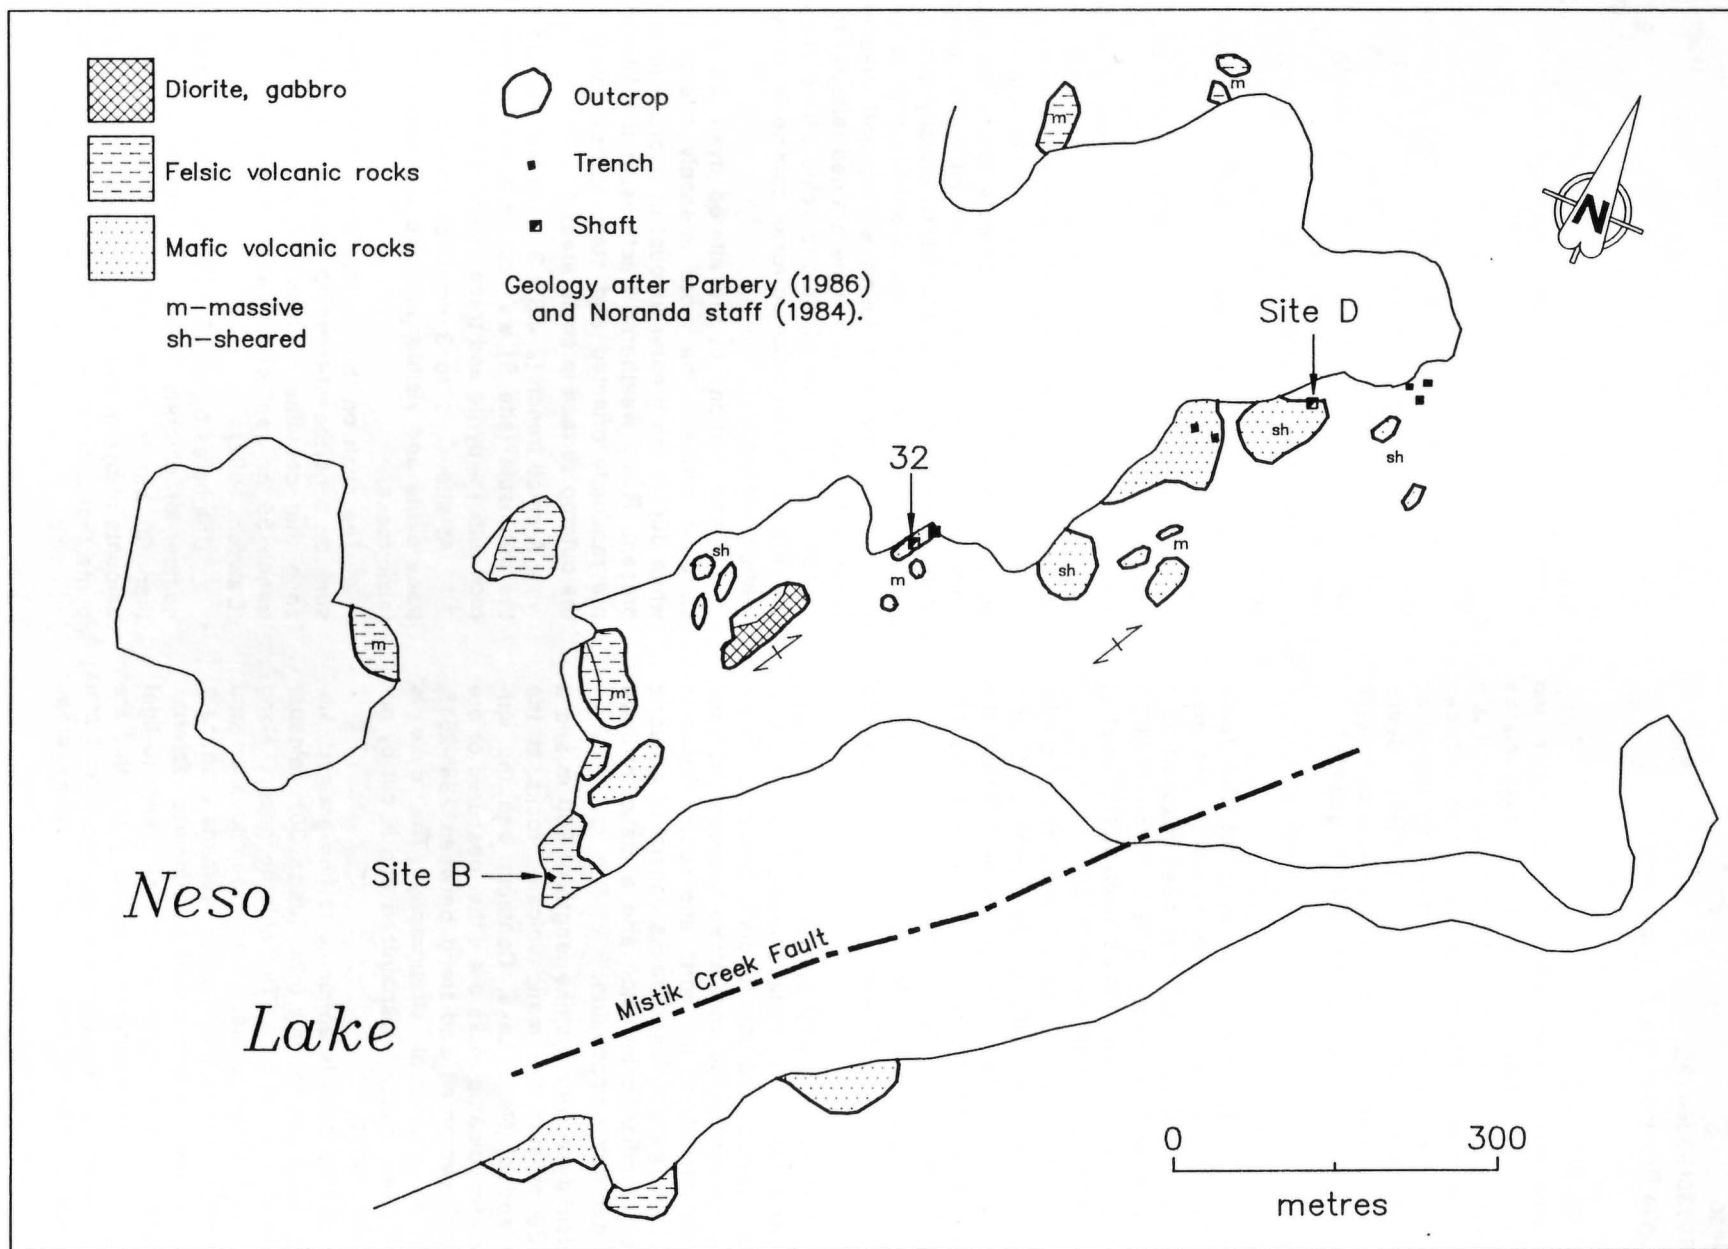 Diorite, gabbro
Felsic volcanic rocks
Mafic volcanic rocks
m-massive
sh-sheared
Outcrop
Trench
Shaft
Geology after Parbery (1986)
and Noranda staff (1984).
m
m
N
Site D
sh
sh
32
sh
m
sh
m
m
m
Site B
Neso
Lake
Mistik Creek Fault
0 300
metres